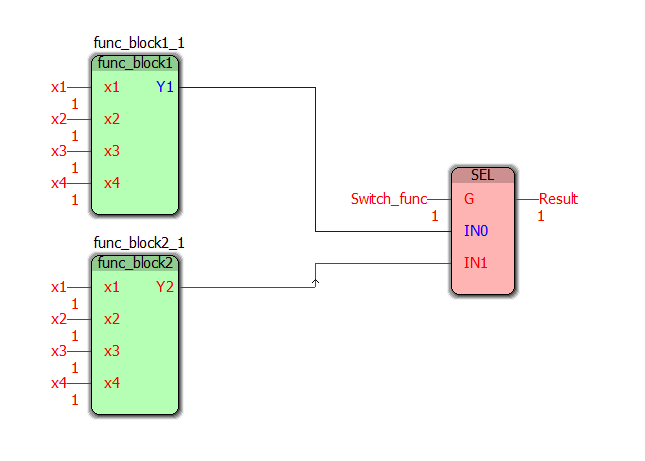 func_block1_1
func_block1
x1 x1 Y1
1
x2 x2
1
x3 x3
1
x4 x4
1
SEL
Switch_func G Result
1 1
IN0
IN1
func_block2_1
func_block2
x1 x1 Y2
1
x2 x2
1
x3 x3
1
x4 x4
1